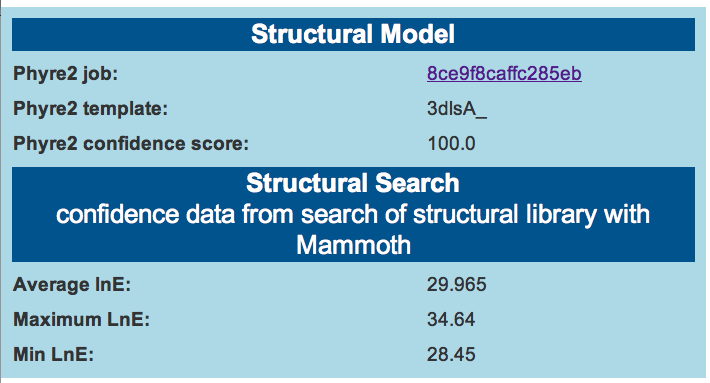 Structural Model
Phyre2 job: 8ce9f8caffc285eb
Phyre2 template: 3dlsA_
Phyre2 confidence score: 100.0
Structural Search
confidence data from search of structural library with
Mammoth
Average lnE: 29.965
Maximum LnE: 34.64
Min LnE: 28.45